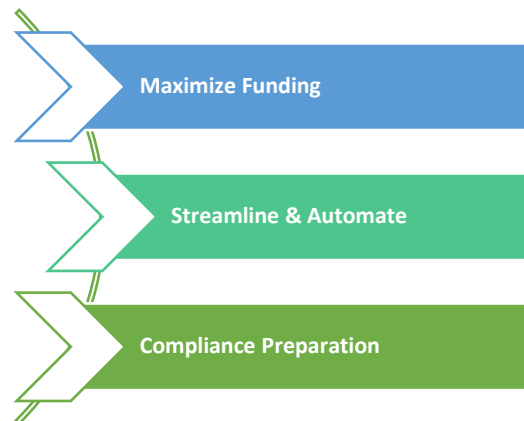 Maximize Funding
Streamline & Automate
Compliance Preparation